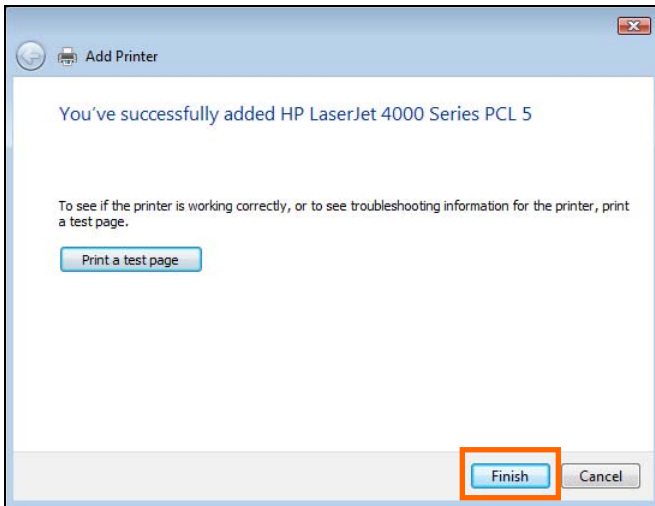 Add Printer
You've successfully added HP LaserJet 4000 Series PCL 5
To see if the printer is working correctly, or to see troubleshooting information for the printer, print
a test page.
Print a test page
Finish Cancel